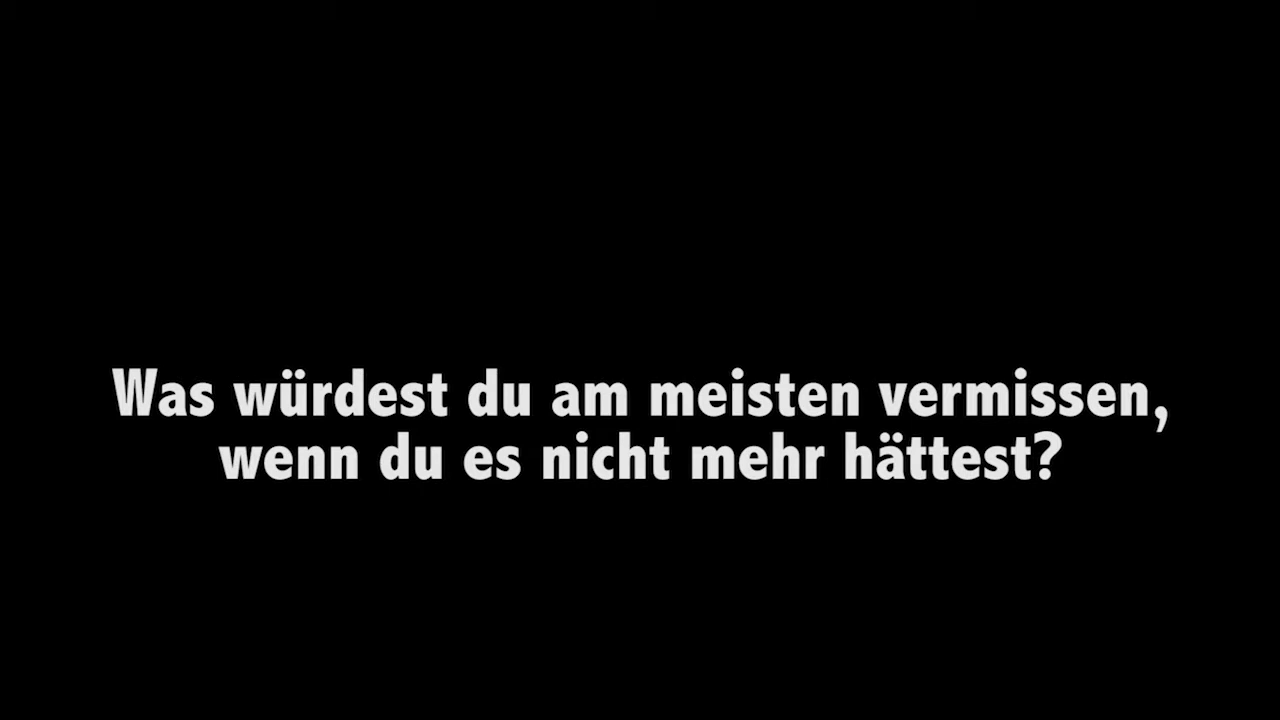 Was würdest du am meisten vermissen,
wenn du es nicht mehr hättest?